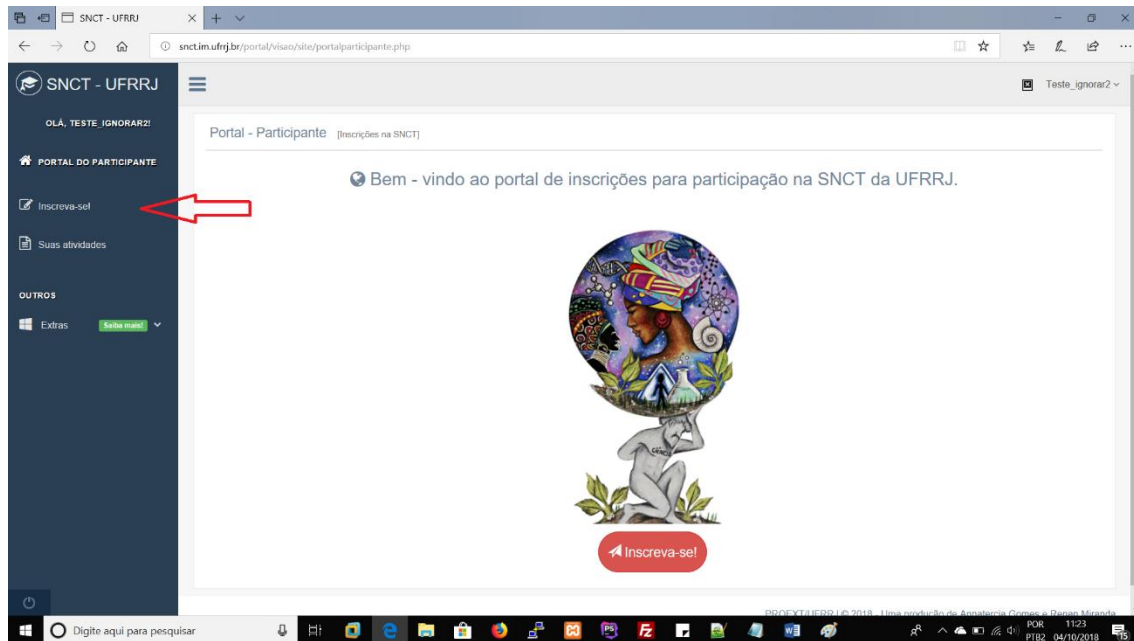 SNCT - UFRRJ
snct.im.ufrrj.br/portal/visao/site/portalparticipante.php
SNCT - UFRRJ
Teste_ignorar2
OLÁ, TESTE_IGNORAR2!
Portal - Participante [Inscrições na SNCT]
PORTAL DO PARTICIPANTE
Bem - vindo ao portal de inscrições para participação na SNCT da UFRRJ.
Inscreva-se!
Suas atividades
OUTROS
Extras Saiba mais!
CIÊNCIA
Inscreva-se!
PROEXT/UFRRJ © 2018 - Uma produção de Annatercia Gomes e Renan Miranda
Digite aqui para pesquisar
POR 11:23
PTB2 04/10/2018